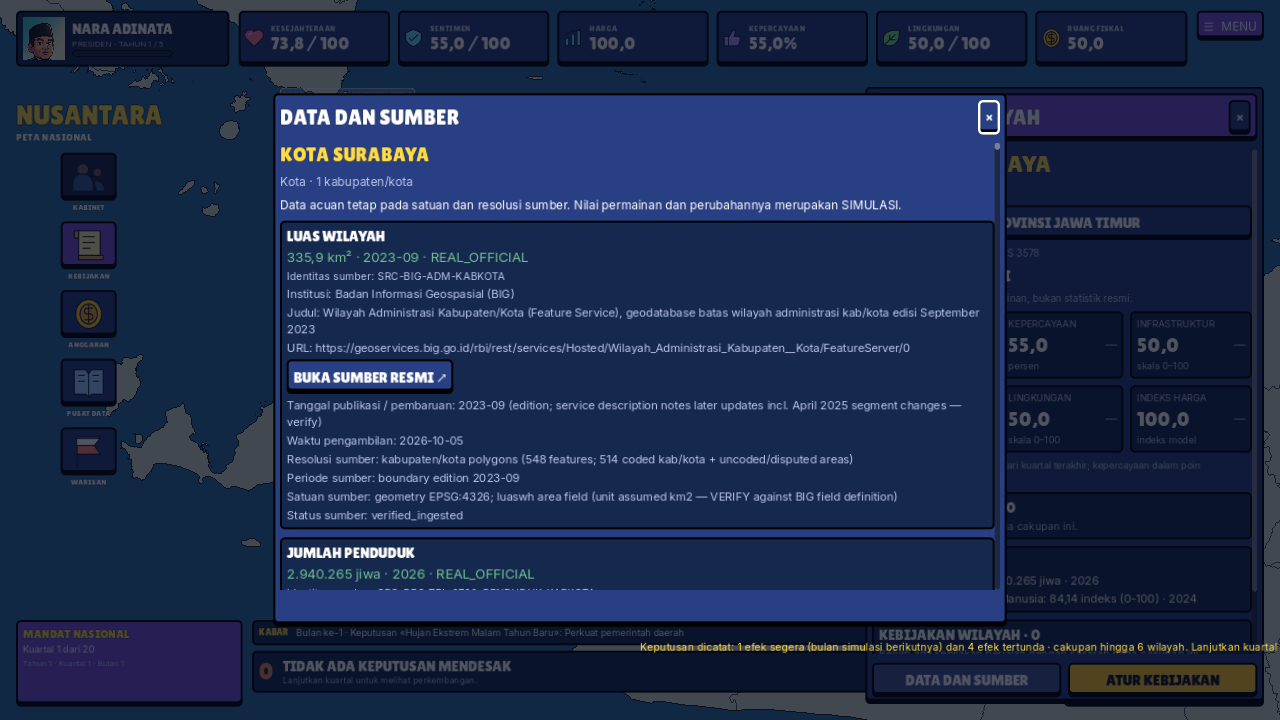 NARA ADINATA
PRESIDEN · TAHUN 1 / 5
KESEJAHTERAAN
73,8 / 100
SENTIMEN
55,0 / 100
HARGA
100,0
KEPERCAYAAN
55,0%
LINGKUNGAN
50,0 / 100
RUANG FISKAL
50,0
☰ MENU
NUSANTARA
PETA NASIONAL
KABINET
KEBIJAKAN
ANGGARAN
PUSAT DATA
WARISAN
DATA DAN SUMBER
×
KOTA SURABAYA
Kota · 1 kabupaten/kota
Data acuan tetap pada satuan dan resolusi sumber. Nilai permainan dan perubahannya merupakan SIMULASI.
LUAS WILAYAH
335,9 km² · 2023-09 · REAL_OFFICIAL
Identitas sumber: SRC-BIG-ADM-KABKOTA
Institusi: Badan Informasi Geospasial (BIG)
Judul: Wilayah Administrasi Kabupaten/Kota (Feature Service), geodatabase batas wilayah administrasi kab/kota edisi September
2023
URL: https://geoservices.big.go.id/rbi/rest/services/Hosted/Wilayah_Administrasi_Kabupaten__Kota/FeatureServer/0
BUKA SUMBER RESMI ↗
Tanggal publikasi / pembaruan: 2023-09 (edition; service description notes later updates incl. April 2025 segment changes —
verify)
Waktu pengambilan: 2026-10-05
Resolusi sumber: kabupaten/kota polygons (548 features; 514 coded kab/kota + uncoded/disputed areas)
Periode sumber: boundary edition 2023-09
Satuan sumber: geometry EPSG:4326; luaswh area field (unit assumed km2 — VERIFY against BIG field definition)
Status sumber: verified_ingested
JUMLAH PENDUDUK
2.940.265 jiwa · 2026 · REAL_OFFICIAL
YAH
×
AYA
OVINSI JAWA TIMUR
S 3578
inan, bukan statistik resmi.
KEPERCAYAAN
55,0 —
persen
INFRASTRUKTUR
50,0 —
skala 0–100
LINGKUNGAN
50,0 —
skala 0–100
INDEKS HARGA
100,0 —
indeks model
ari kuartal terakhir; kepercayaan dalam poin
0
a cakupan ini.
0.265 jiwa · 2026
Manusia: 84,14 indeks (0-100) · 2024
KEBIJAKAN WILAYAH · 0
DATA DAN SUMBER
ATUR KEBIJAKAN
MANDAT NASIONAL
Kuartal 1 dari 20
Tahun 1 · Kuartal 1 · Bulan 1
KABAR
Bulan ke-1 · Keputusan «Hujan Ekstrem Malam Tahun Baru»: Perkuat pemerintah daerah
Keputusan dicatat: 1 efek segera (bulan simulasi berikutnya) dan 4 efek tertunda · cakupan hingga 6 wilayah. Lanjutkan kuartal
0
TIDAK ADA KEPUTUSAN MENDESAK
Lanjutkan kuartal untuk melihat perkembangan.